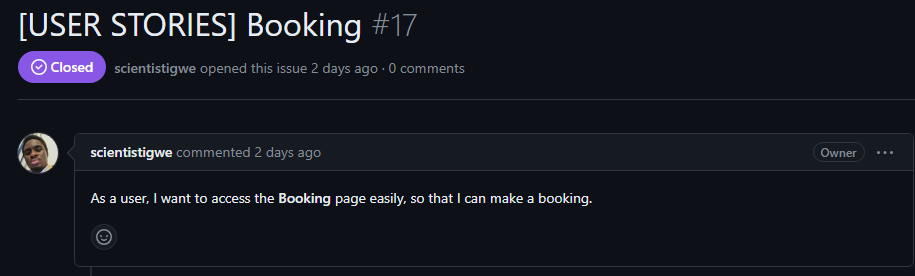 [USER STORIES] Booking #17
Closed scientistigwe opened this issue 2 days ago · 0 comments
scientistigwe commented 2 days ago Owner
As a user, I want to access the Booking page easily, so that I can make a booking.